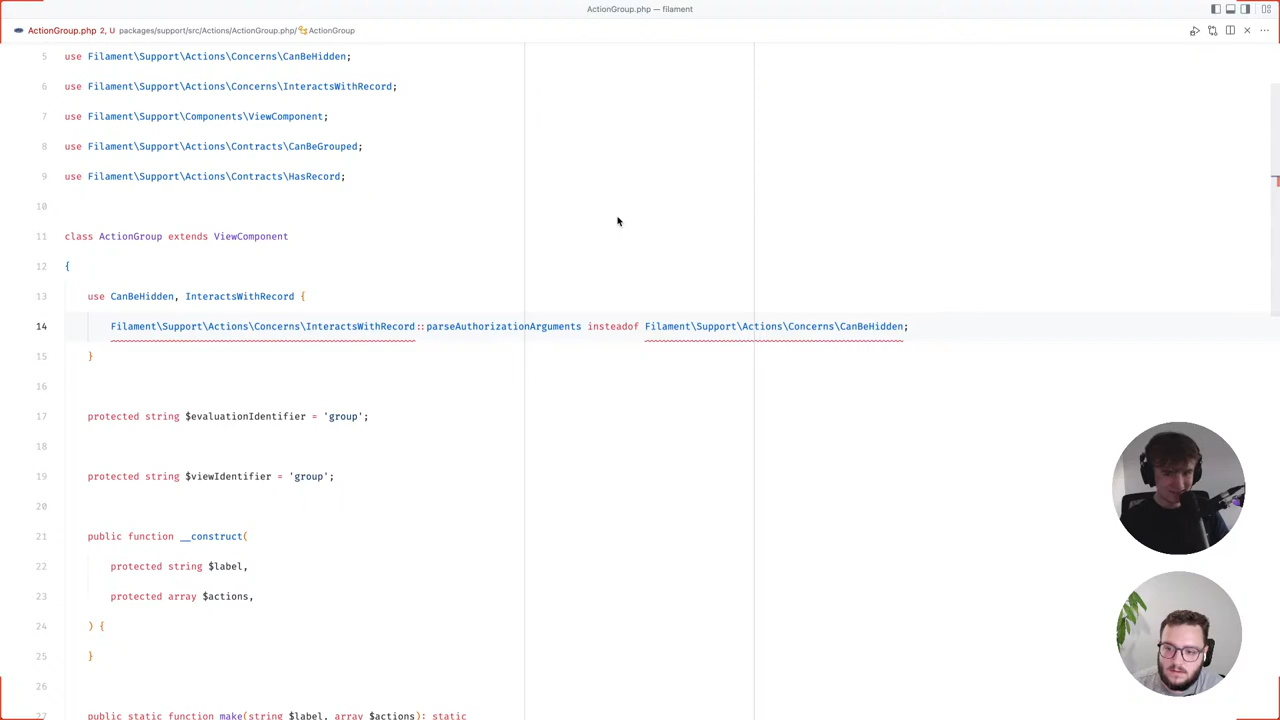 ActionGroup.php — filament
ActionGroup.php 2, U packages/support/src/Actions/ActionGroup.php/ ActionGroup
5 use Filament\Support\Actions\Concerns\CanBeHidden;
6 use Filament\Support\Actions\Concerns\InteractsWithRecord;
7 use Filament\Support\Components\ViewComponent;
8 use Filament\Support\Actions\Contracts\CanBeGrouped;
9 use Filament\Support\Actions\Contracts\HasRecord;
10
11 class ActionGroup extends ViewComponent
12 {
13 use CanBeHidden, InteractsWithRecord {
14 Filament\Support\Actions\Concerns\InteractsWithRecord::parseAuthorizationArguments insteadof Filament\Support\Actions\Concerns\CanBeHidden;
15 }
16
17 protected string $evaluationIdentifier = 'group';
18
19 protected string $viewIdentifier = 'group';
20
21 public function __construct(
22 protected string $label,
23 protected array $actions,
24 ) {
25 }
26
27 public static function make(string $label, array $actions): static